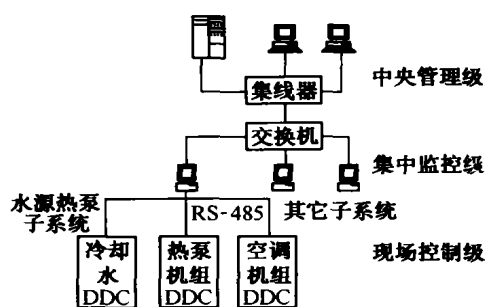 集线器
中央管理级
交换机
集中监控级
水源热泵
子系统
RS-485
其它子系统
冷却
水
DDC
热泵
机组
DDC
空调
机组
DDC
现场控制级